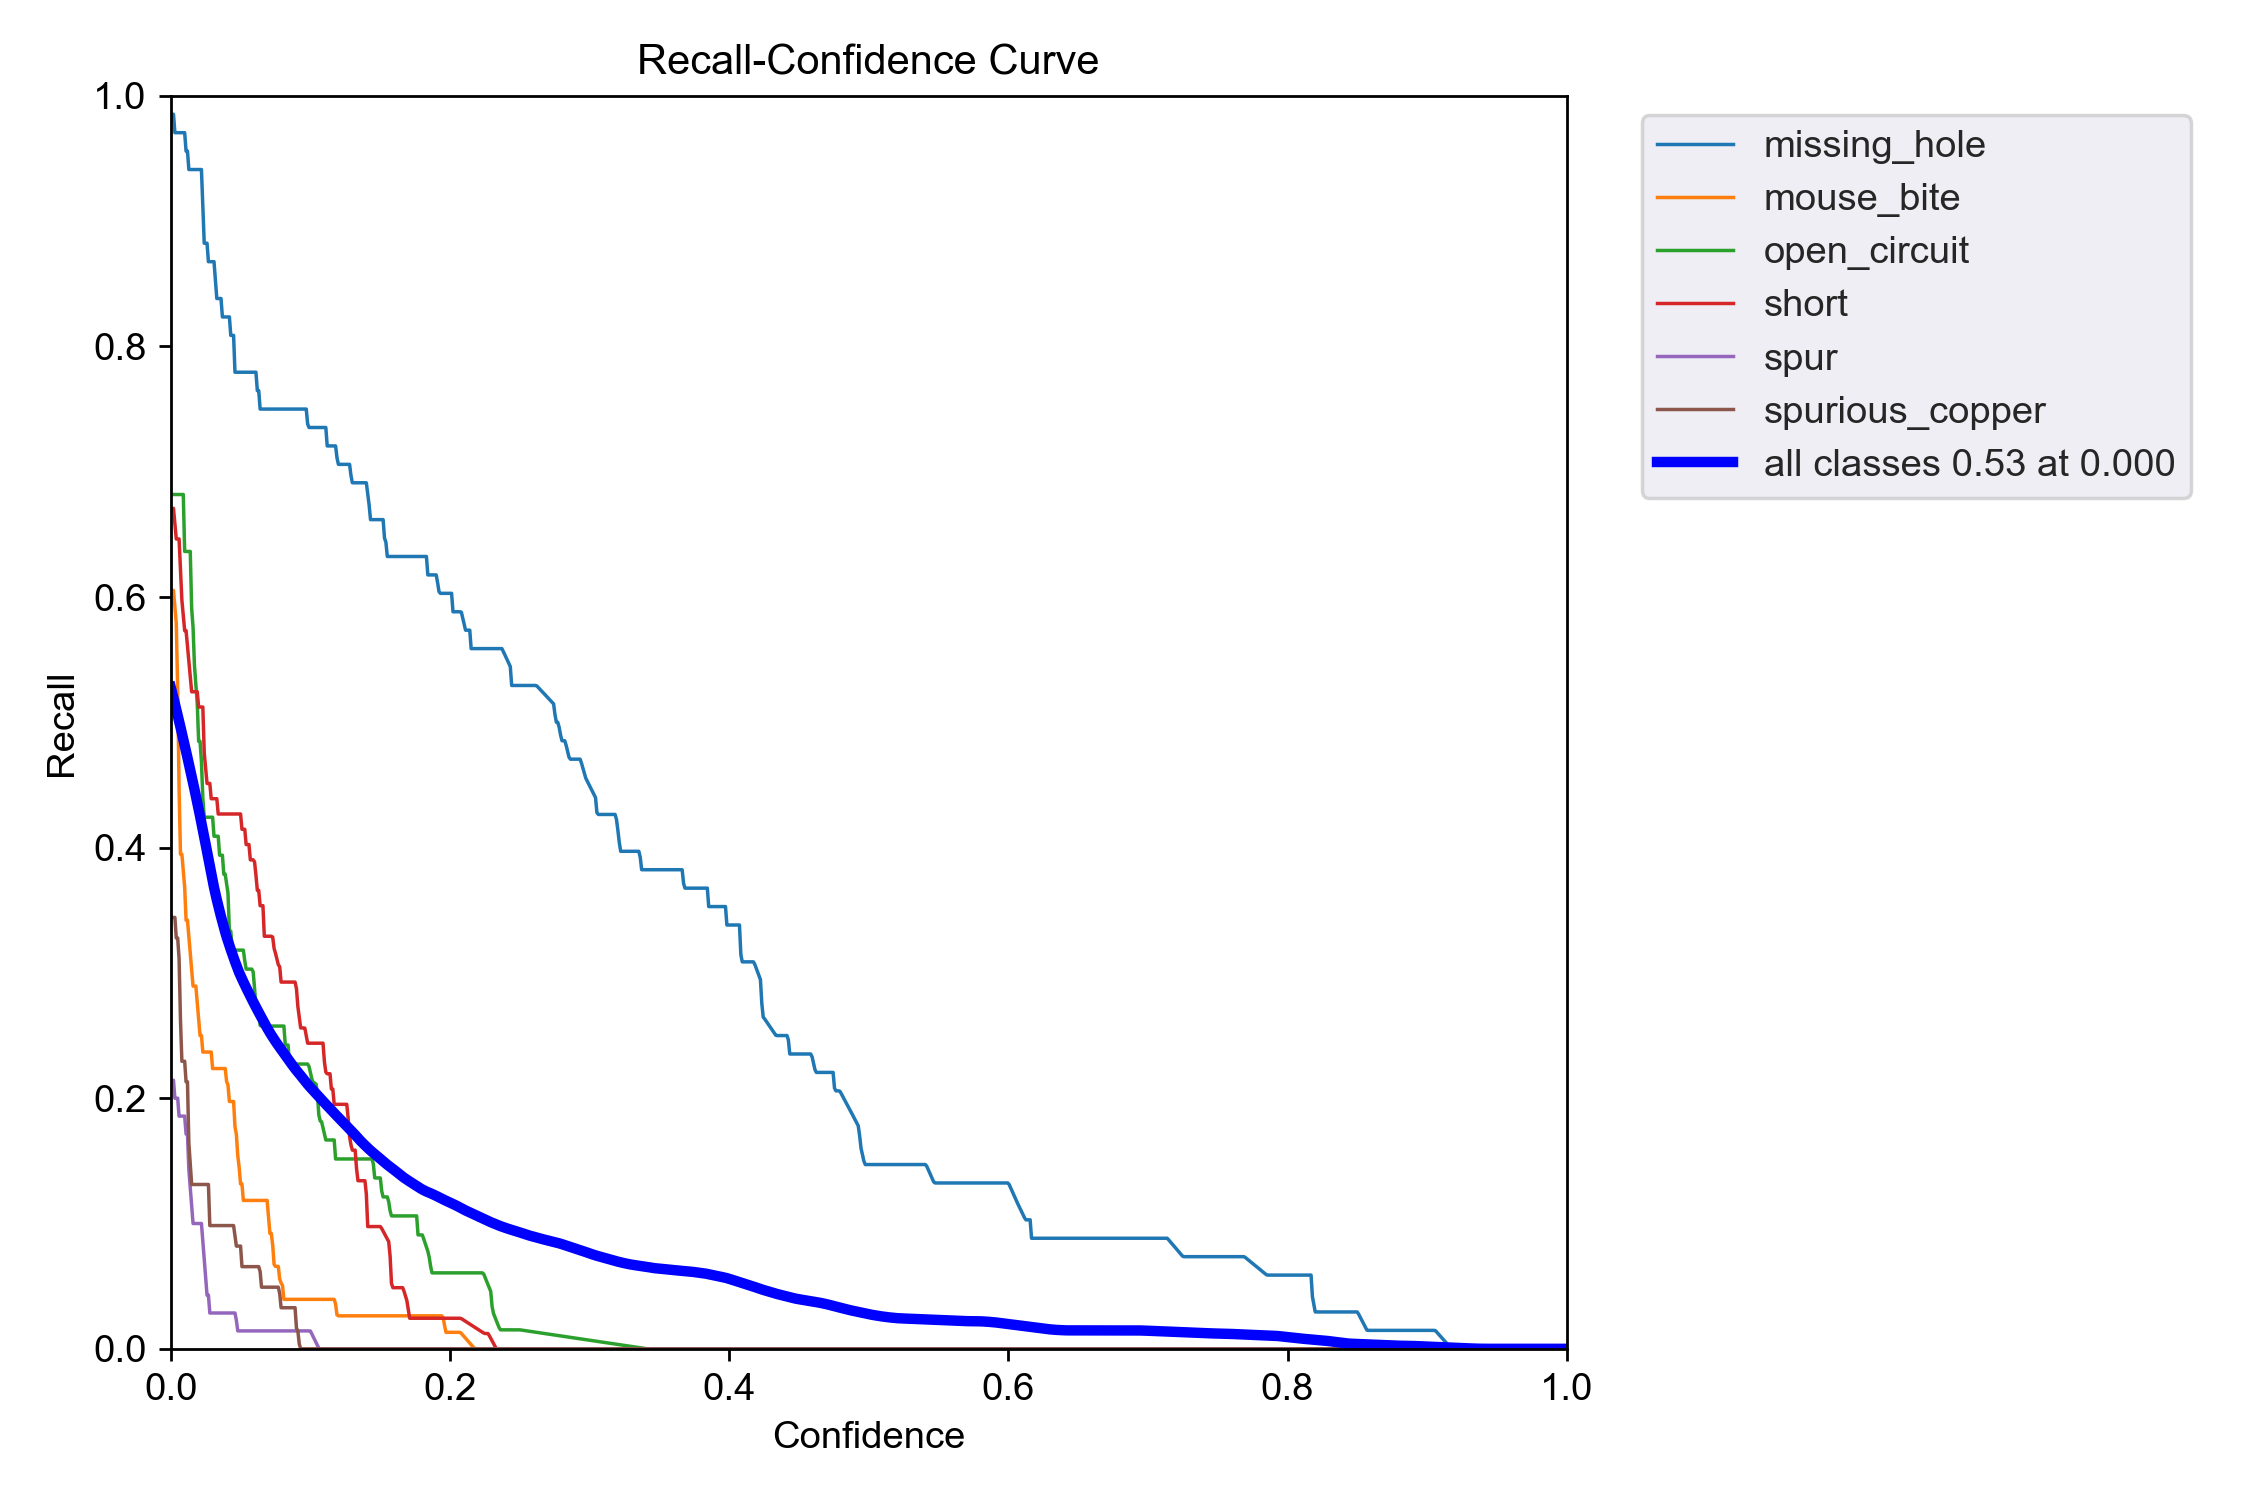 Recall-Confidence Curve
1.0
0.8
0.6
0.4
0.2
0.0
Recall
0.0 0.2 0.4 0.6 0.8 1.0
Confidence
missing_hole
mouse_bite
open_circuit
short
spur
spurious_copper
all classes 0.53 at 0.000